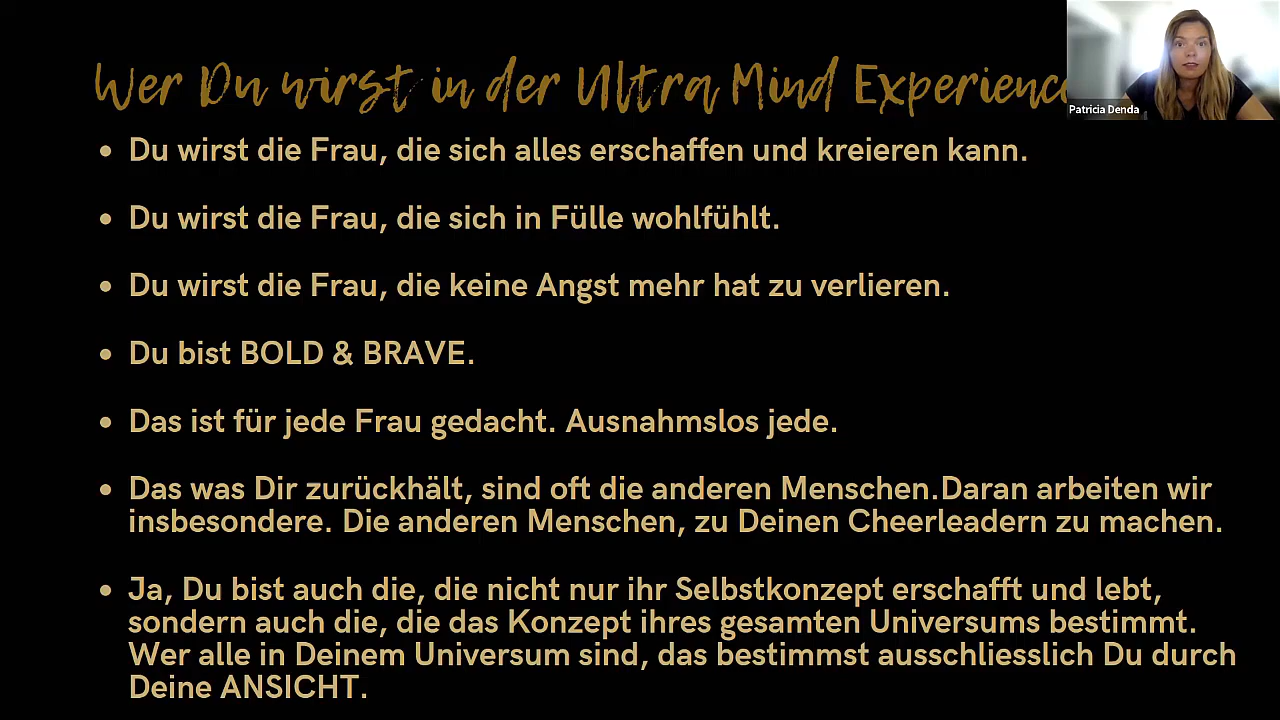 Wer Du wirst in der Ultra Mind Experience
Patricia Denda
• Du wirst die Frau, die sich alles erschaffen und kreieren kann.
• Du wirst die Frau, die sich in Fülle wohlfühlt.
• Du wirst die Frau, die keine Angst mehr hat zu verlieren.
• Du bist BOLD & BRAVE.
• Das ist für jede Frau gedacht. Ausnahmslos jede.
• Das was Dir zurückhält, sind oft die anderen Menschen.Daran arbeiten wir
insbesondere. Die anderen Menschen, zu Deinen Cheerleadern zu machen.
• Ja, Du bist auch die, die nicht nur ihr Selbstkonzept erschafft und lebt,
sondern auch die, die das Konzept ihres gesamten Universums bestimmt.
Wer alle in Deinem Universum sind, das bestimmst ausschliesslich Du durch
Deine ANSICHT.